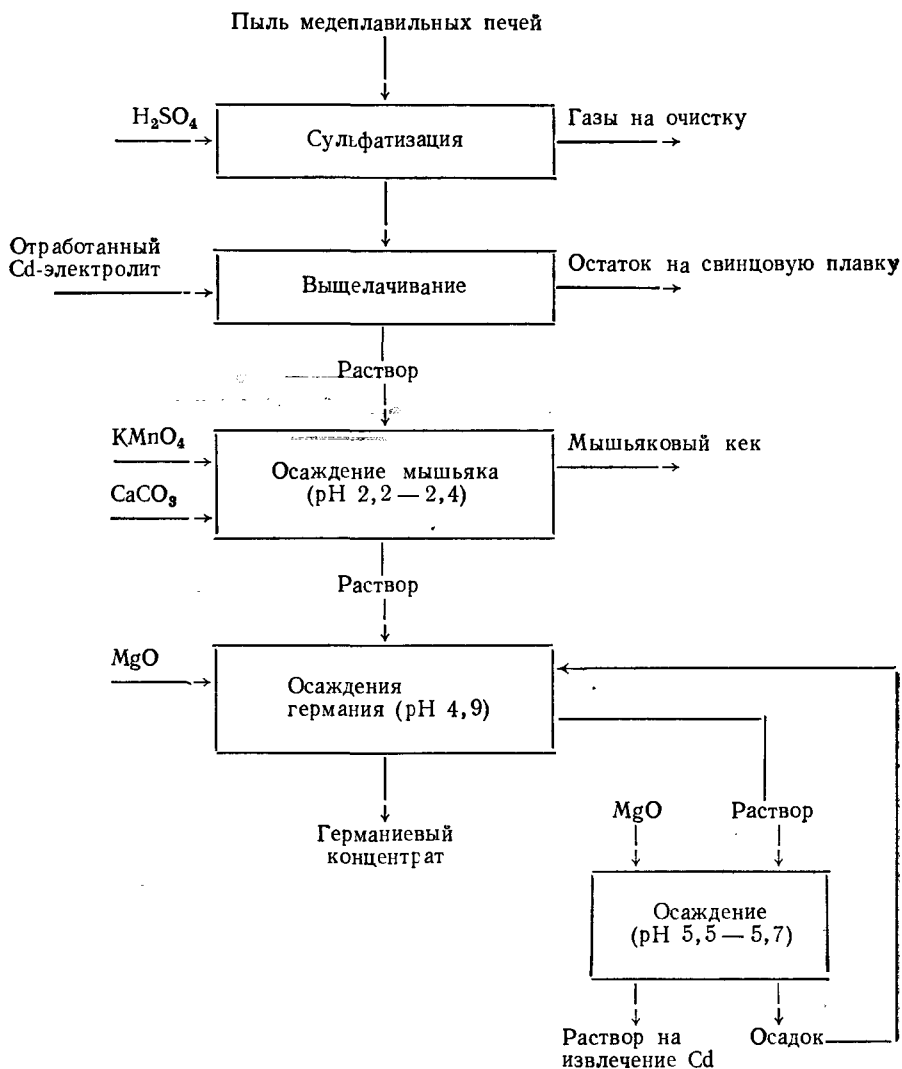 Пыль медеплавильных печей
H₂SO₄
Сульфатизация
Газы на очистку
Отработанный
Cd-электролит
Выщелачивание
Остаток на свинцовую плавку
Раствор
KMnO₄
CaCO₃
Осаждение мышьяка
(pH 2,2 — 2,4)
Мышьяковый кек
Раствор
MgO
Осаждения
германия (pH 4,9)
Германиевый
концентрат
MgO
Раствор
Осаждение
(pH 5,5 — 5,7)
Раствор на
извлечение Cd
Осадок